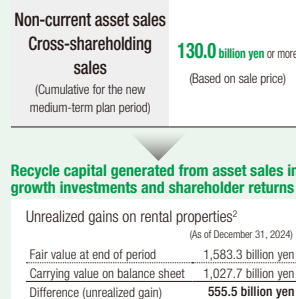 Non-current asset sales
Cross-shareholding
sales
(Cumulative for the new
medium-term plan period)
130.0 billion yen or more
(Based on sale price)
Recycle capital generated from asset sales in
growth investments and shareholder returns
Unrealized gains on rental properties2
(As of December 31, 2024)
Fair value at end of period 1,583.3 billion yen
Carrying value on balance sheet 1,027.7 billion yen
Difference (unrealized gain) 555.5 billion yen